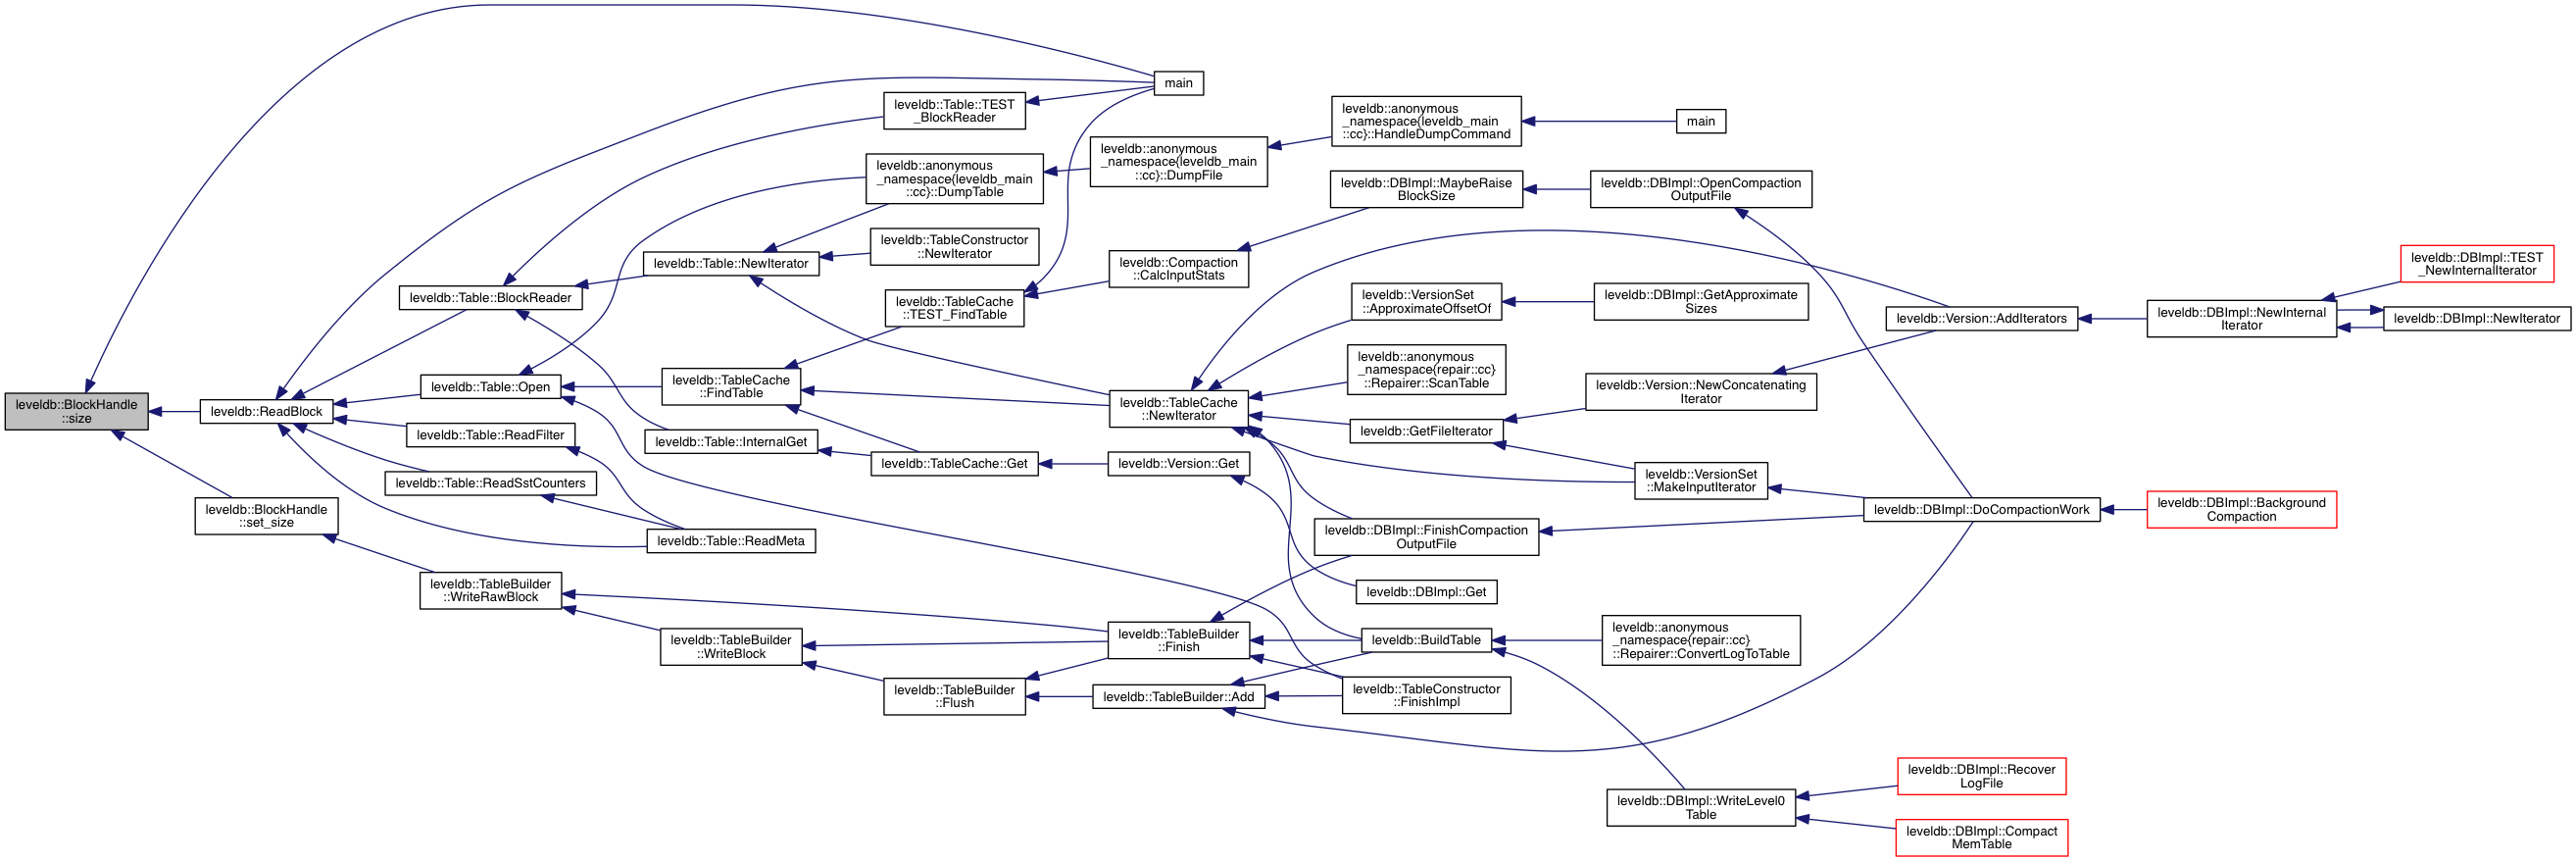 main
leveldb::Table::TEST
_BlockReader
leveldb::anonymous
_namespace{leveldb_main
::cc}::HandleDumpCommand
main
leveldb::anonymous
_namespace{leveldb_main
::cc}::DumpTable
leveldb::anonymous
_namespace{leveldb_main
::cc}::DumpFile
leveldb::DBImpl::MaybeRaise
BlockSize
leveldb::DBImpl::OpenCompaction
OutputFile
leveldb::TableConstructor
::NewIterator
leveldb::Table::NewIterator
leveldb::Compaction
::CalcInputStats
leveldb::DBImpl::TEST
_NewInternalIterator
leveldb::Table::BlockReader
leveldb::TableCache
::TEST_FindTable
leveldb::VersionSet
::ApproximateOffsetOf
leveldb::DBImpl::GetApproximate
Sizes
leveldb::Version::AddIterators
leveldb::DBImpl::NewInternal
Iterator
leveldb::DBImpl::NewIterator
leveldb::anonymous
_namespace{repair::cc}
::Repairer::ScanTable
leveldb::Table::Open
leveldb::TableCache
::FindTable
leveldb::Version::NewConcatenating
Iterator
leveldb::BlockHandle
::size
leveldb::ReadBlock
leveldb::TableCache
::NewIterator
leveldb::Table::ReadFilter
leveldb::Table::InternalGet
leveldb::GetFileIterator
leveldb::TableCache::Get
leveldb::Version::Get
leveldb::Table::ReadSstCounters
leveldb::VersionSet
::MakeInputIterator
leveldb::BlockHandle
::set_size
leveldb::DBImpl::DoCompactionWork
leveldb::DBImpl::Background
Compaction
leveldb::Table::ReadMeta
leveldb::DBImpl::FinishCompaction
OutputFile
leveldb::TableBuilder
::WriteRawBlock
leveldb::DBImpl::Get
leveldb::TableBuilder
::WriteBlock
leveldb::TableBuilder
::Finish
leveldb::BuildTable
leveldb::anonymous
_namespace{repair::cc}
::Repairer::ConvertLogToTable
leveldb::TableBuilder
::Flush
leveldb::TableBuilder::Add
leveldb::TableConstructor
::FinishImpl
leveldb::DBImpl::Recover
LogFile
leveldb::DBImpl::WriteLevel0
Table
leveldb::DBImpl::Compact
MemTable